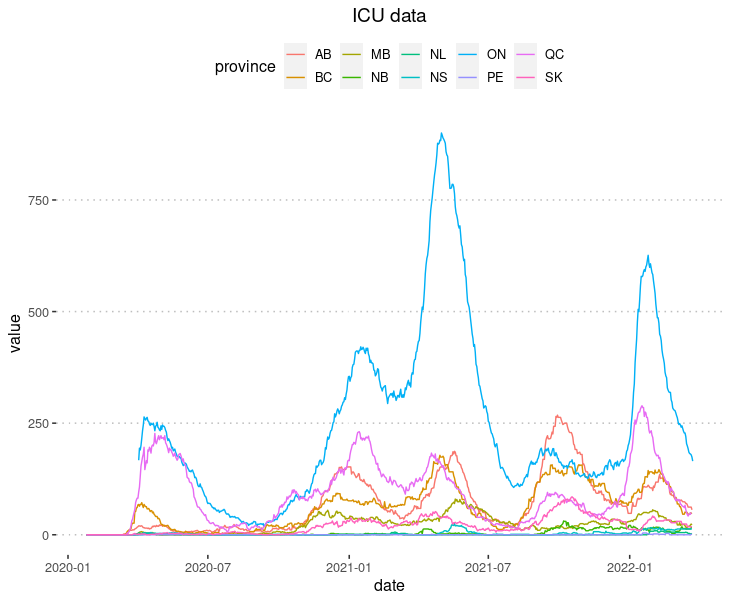 ICU data
province AB MB NL ON QC
BC NB NS PE SK
750
500
250
0
value
2020-01 2020-07 2021-01 2021-07 2022-01
date